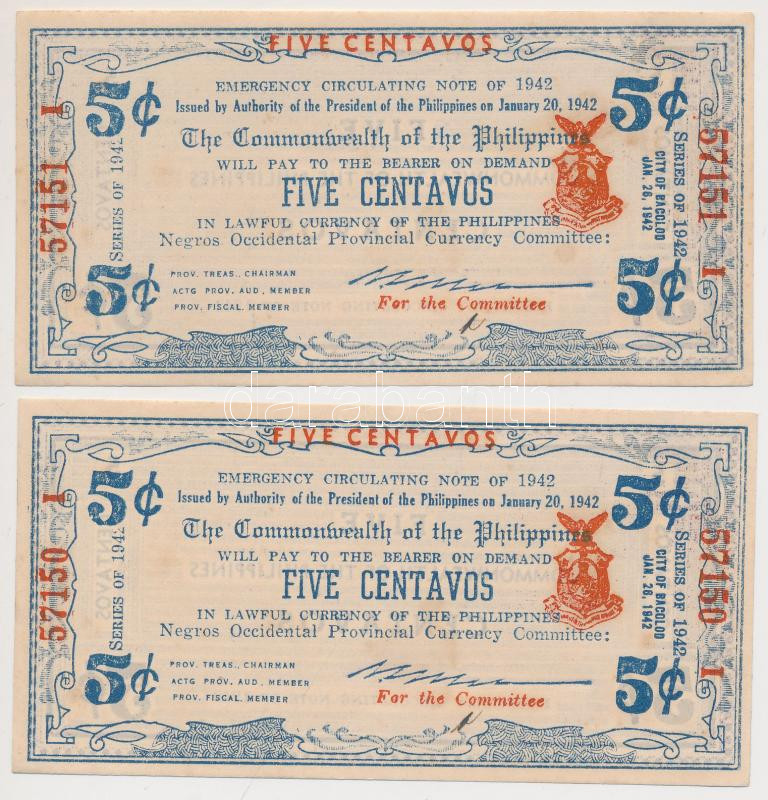 FIVE CENTAVOS
5¢ 5¢
EMERGENCY CIRCULATING NOTE OF 1942
Issued by Authority of the President of the Philippines on January 20, 1942
The Commonwealth of the Philippines
WILL PAY TO THE BEARER ON DEMAND
FIVE CENTAVOS
IN LAWFUL CURRENCY OF THE PHILIPPINES
Negros Occidental Provincial Currency Committee:
PROV. TREAS., CHAIRMAN
ACTG PROV. AUD., MEMBER
PROV. FISCAL, MEMBER
For the Committee
5¢ 5¢
57151 I
SERIES OF 1942
SERIES OF 1942
CITY OF BACOLOD
JAN. 26, 1942
57151 I
darabanth
FIVE CENTAVOS
5¢ 5¢
EMERGENCY CIRCULATING NOTE OF 1942
Issued by Authority of the President of the Philippines on January 20, 1942
The Commonwealth of the Philippines
WILL PAY TO THE BEARER ON DEMAND
FIVE CENTAVOS
IN LAWFUL CURRENCY OF THE PHILIPPINES
Negros Occidental Provincial Currency Committee:
PROV. TREAS., CHAIRMAN
ACTG PROV. AUD., MEMBER
PROV. FISCAL, MEMBER
For the Committee
5¢ 5¢
57150 I
SERIES OF 1942
SERIES OF 1942
CITY OF BACOLOD
JAN. 26, 1942
57150 I